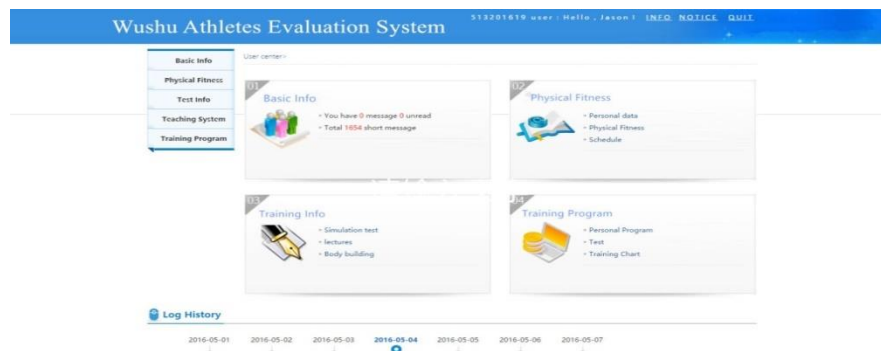 Wushu Athletes Evaluation System
513201619 user : Hello , Jason ! INFO NOTICE QUIT
Basic Info
Physical Fitness
Test Info
Teaching System
Training Program
User center>
01
Basic Info
You have 0 message 0 unread
Total 1654 short message
02
Physical Fitness
Personal data
Physical Fitness
Schedule
03
Training Info
Simulation test
lectures
Body building
04
Training Program
Personal Program
Test
Training Chart
Log History
2016-05-01 2016-05-02 2016-05-03 2016-05-04 2016-05-05 2016-05-06 2016-05-07